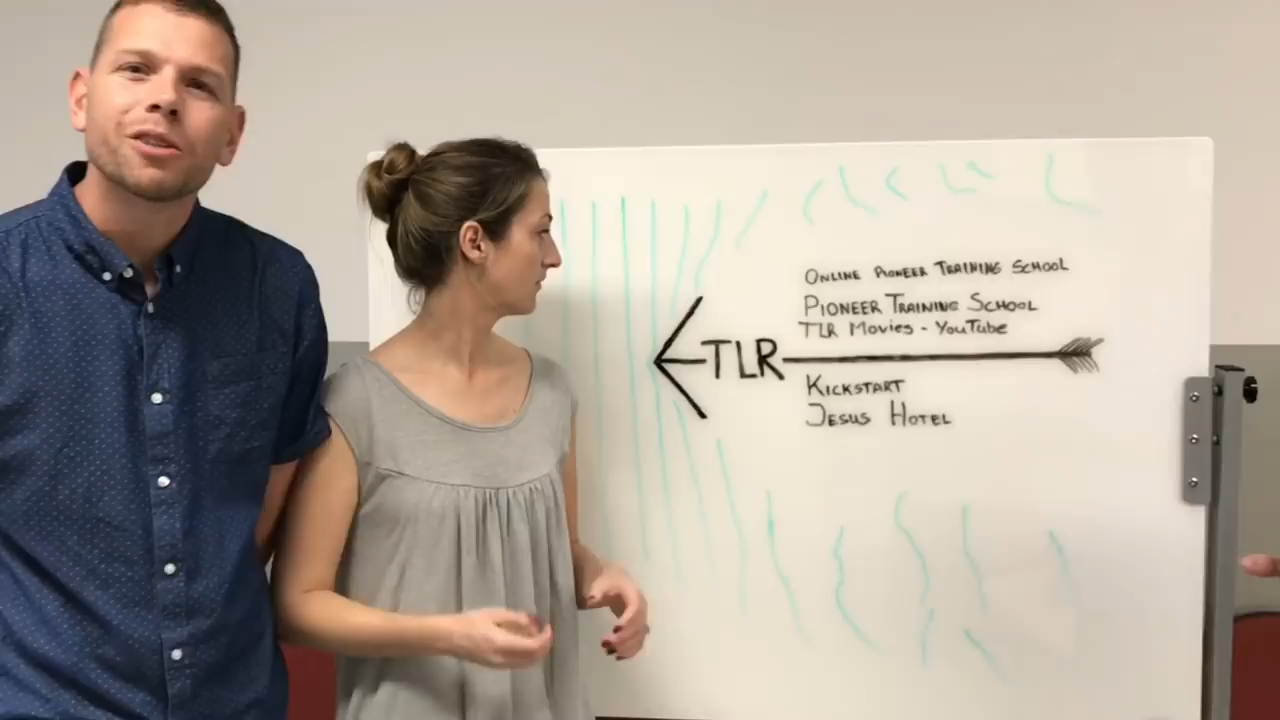 ONLINE PIONEER TRAINING SCHOOL
PIONEER TRAINING SCHOOL
TLR MOVIES - YOUTUBE
TLR
KICKSTART
JESUS HOTEL